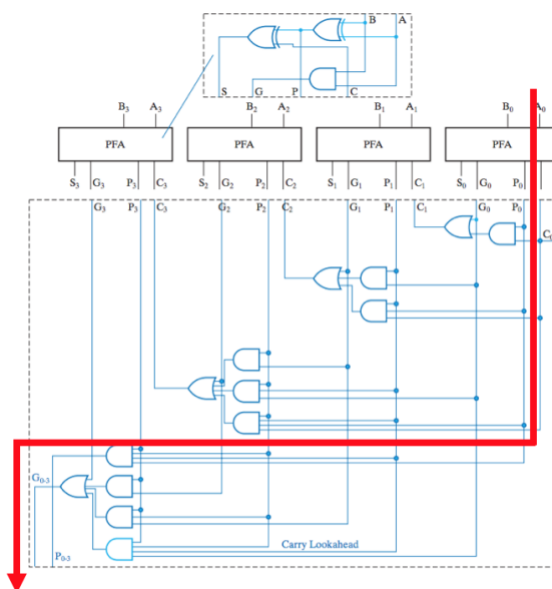 B A
S G P C
B3 A3 B2 A2 B1 A1 B0 A0
PFA PFA PFA PFA
S3 G3 P3 C3 S2 G2 P2 C2 S1 G1 P1 C1 S0 G0 P0
G3 P3 C3 G2 P2 C2 G1 P1 C1 G0 P0
C0
G0-3
Carry Lookahead
P0-3